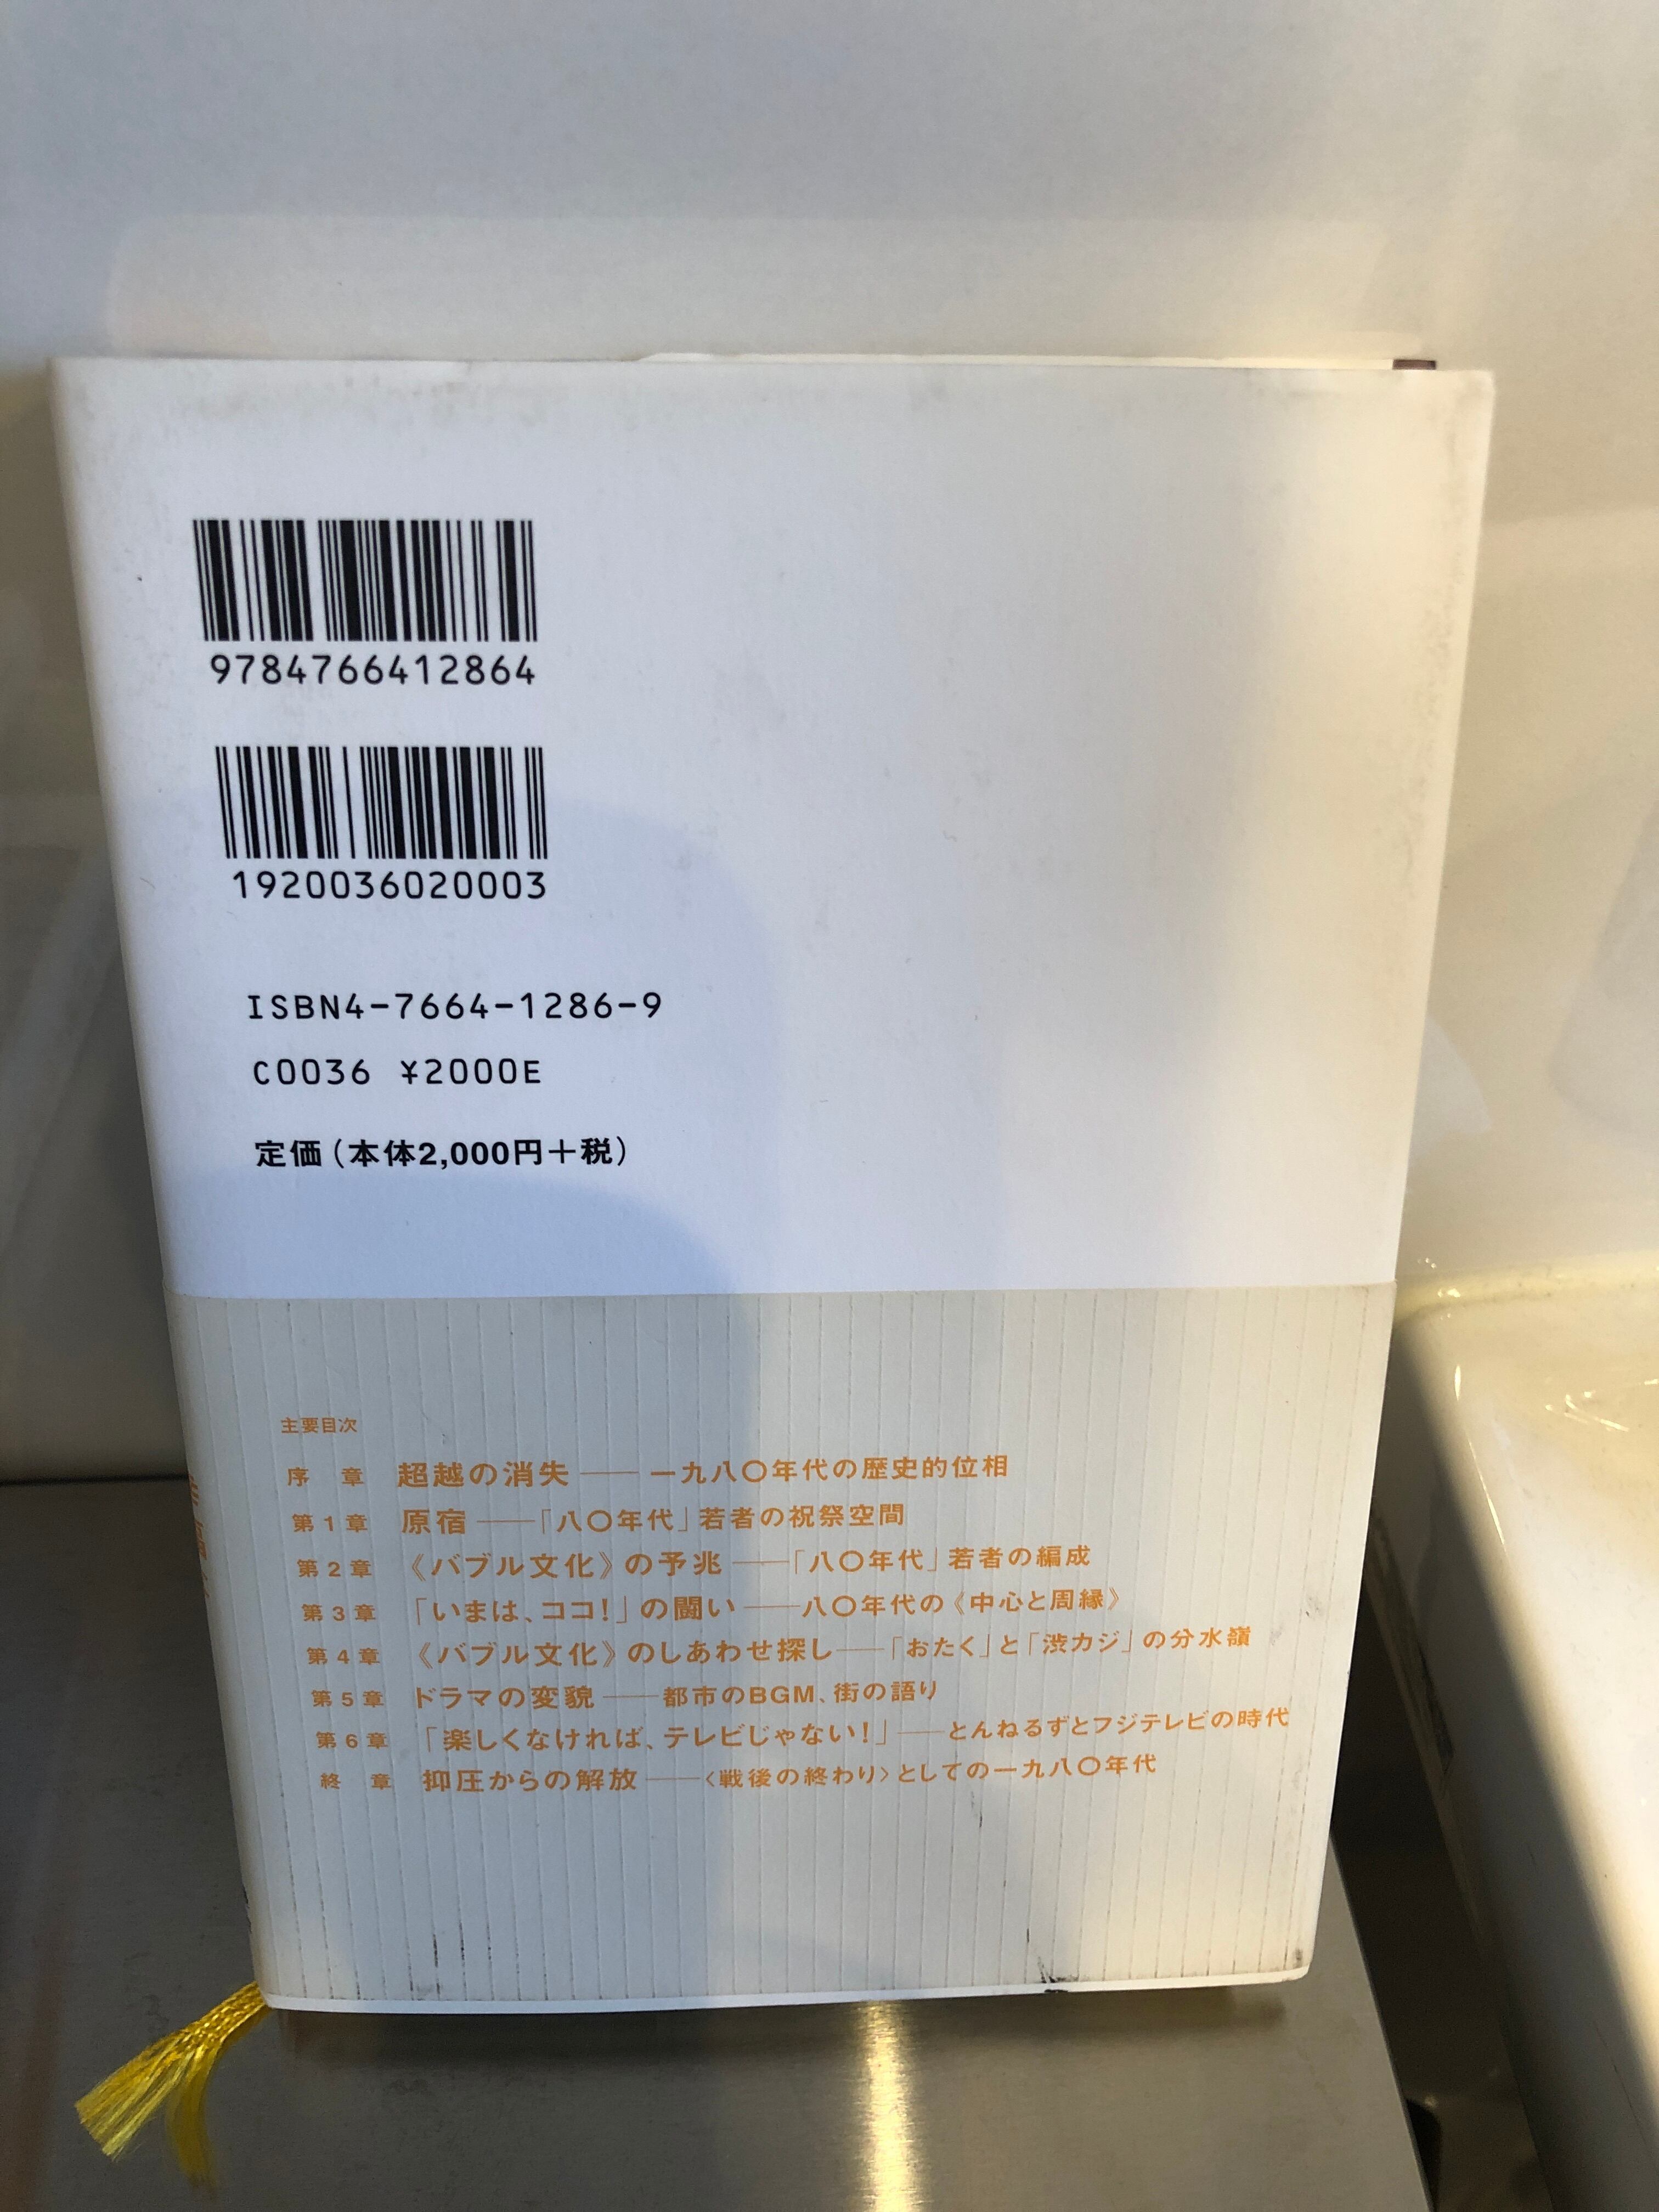 9784766412864
1920036020003
ISBN4-7664-1286-9
C0036 ¥2000E
定価（本体2,000円＋税）
主要目次
序 章 超越の消失――一九八〇年代の歴史的位相
第1章 原宿――「八〇年代」若者の祝祭空間
第2章 《バブル文化》の予兆――「八〇年代」若者の編成
第3章 「いまは、ココ!」の闘い――八〇年代の《中心と周縁》
第4章 《バブル文化》のしあわせ探し――「おたく」と「渋カジ」の分水嶺
第5章 ドラマの変貌――都市のBGM、街の語り
第6章 「楽しくなければ、テレビじゃない!」――とんねるずとフジテレビの時代
終 章 抑圧からの解放――〈戦後の終わり〉としての一九八〇年代